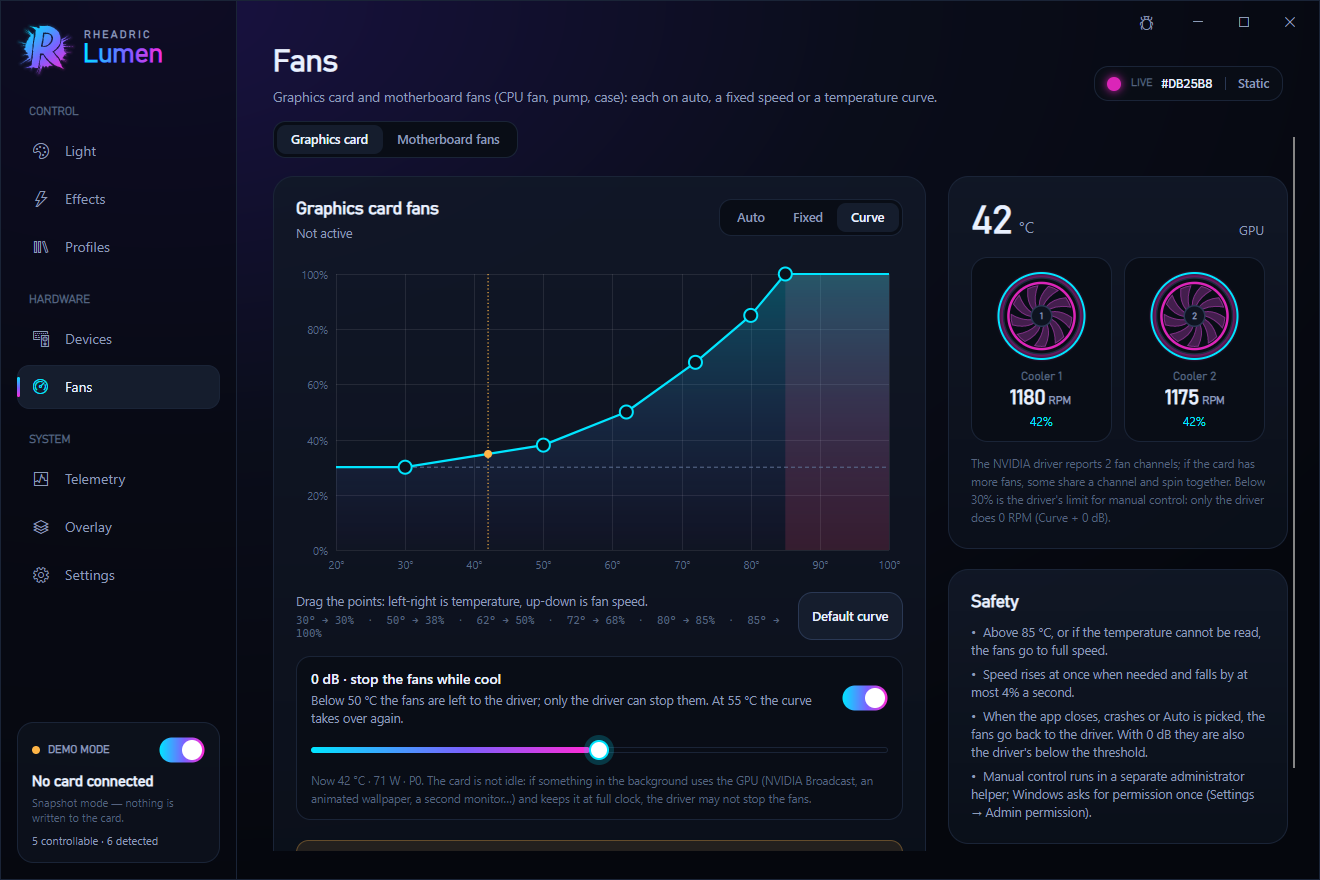 RHEADRIC
Lumen
CONTROL
Light
Effects
Profiles
HARDWARE
Devices
Fans
SYSTEM
Telemetry
Overlay
Settings
DEMO MODE
No card connected
Snapshot mode — nothing is
written to the card.
5 controllable · 6 detected
Fans
Graphics card and motherboard fans (CPU fan, pump, case): each on auto, a fixed speed or a temperature curve.
LIVE #DB25B8 Static
Graphics card Motherboard fans
Graphics card fans
Not active
Auto Fixed Curve
100%
80%
60%
40%
20%
0%
20° 30° 40° 50° 60° 70° 80° 90° 100°
Drag the points: left-right is temperature, up-down is fan speed.
30° → 30% · 50° → 38% · 62° → 50% · 72° → 68% · 80° → 85% · 85° →
100%
Default curve
0 dB · stop the fans while cool
Below 50 °C the fans are left to the driver; only the driver can stop them. At 55 °C the curve
takes over again.
Now 42 °C · 71 W · P0. The card is not idle: if something in the background uses the GPU (NVIDIA Broadcast, an
animated wallpaper, a second monitor...) and keeps it at full clock, the driver may not stop the fans.
42 °C
GPU
1
Cooler 1
1180 RPM
42%
2
Cooler 2
1175 RPM
42%
The NVIDIA driver reports 2 fan channels; if the card has
more fans, some share a channel and spin together. Below
30% is the driver's limit for manual control: only the driver
does 0 RPM (Curve + 0 dB).
Safety
• Above 85 °C, or if the temperature cannot be read,
the fans go to full speed.
• Speed rises at once when needed and falls by at
most 4% a second.
• When the app closes, crashes or Auto is picked, the
fans go back to the driver. With 0 dB they are also
the driver's below the threshold.
• Manual control runs in a separate administrator
helper; Windows asks for permission once (Settings
→ Admin permission).